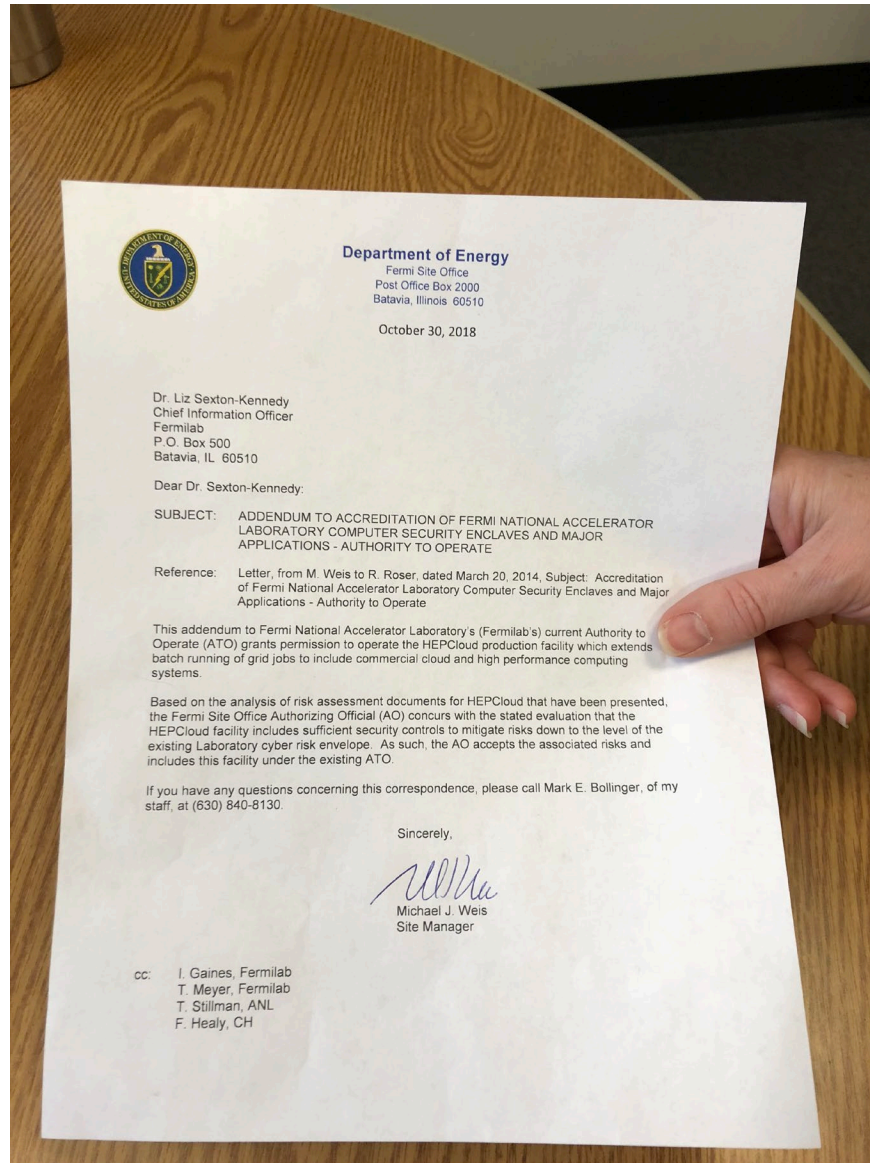 DEPARTMENT OF ENERGY
UNITED STATES OF AMERICA
Department of Energy
Fermi Site Office
Post Office Box 2000
Batavia, Illinois 60510
October 30, 2018
Dr. Liz Sexton-Kennedy
Chief Information Officer
Fermilab
P.O. Box 500
Batavia, IL 60510
Dear Dr. Sexton-Kennedy:
SUBJECT: ADDENDUM TO ACCREDITATION OF FERMI NATIONAL ACCELERATOR
LABORATORY COMPUTER SECURITY ENCLAVES AND MAJOR
APPLICATIONS - AUTHORITY TO OPERATE
Reference: Letter, from M. Weis to R. Roser, dated March 20, 2014, Subject: Accreditation
of Fermi National Accelerator Laboratory Computer Security Enclaves and Major
Applications - Authority to Operate
This addendum to Fermi National Accelerator Laboratory's (Fermilab's) current Authority to
Operate (ATO) grants permission to operate the HEPCloud production facility which extends
batch running of grid jobs to include commercial cloud and high performance computing
systems.
Based on the analysis of risk assessment documents for HEPCloud that have been presented,
the Fermi Site Office Authorizing Official (AO) concurs with the stated evaluation that the
HEPCloud facility includes sufficient security controls to mitigate risks down to the level of the
existing Laboratory cyber risk envelope. As such, the AO accepts the associated risks and
includes this facility under the existing ATO.
If you have any questions concerning this correspondence, please call Mark E. Bollinger, of my
staff, at (630) 840-8130.
Sincerely,
Michael J. Weis
Site Manager
cc: I. Gaines, Fermilab
T. Meyer, Fermilab
T. Stillman, ANL
F. Healy, CH